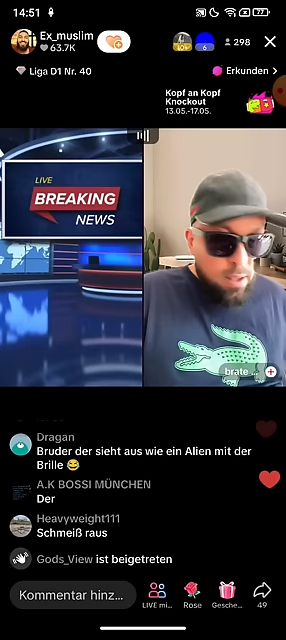 14:51
77
Ex_muslim
63.7K
298
Liga D1 Nr. 40
Erkunden >
Kopf an Kopf
Knockout
13.05.-17.05.
LIVE
BREAKING
NEWS
brate ...
Dragan
Bruder der sieht aus wie ein Alien mit der
Brille 😂
A.K BOSSI MÜNCHEN
Der
Heavyweight111
Schmeiß raus
Gods_View ist beigetreten
Kommentar hinz...
LIVE mi...
Rose
Gesche...
49